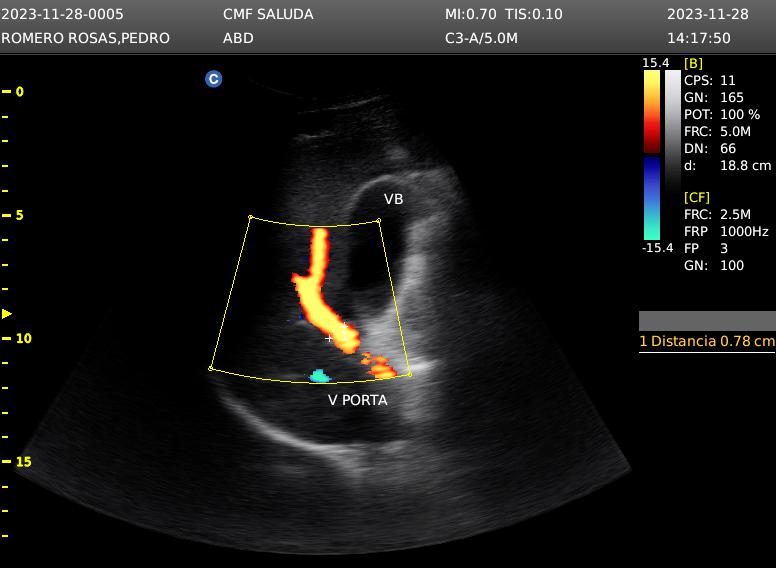 2023-11-28-0005 CMF SALUDA MI:0.70 TIS:0.10 2023-11-28
ROMERO ROSAS,PEDRO ABD C3-A/5.0M 14:17:50
C
0
5
10
15
VB
V PORTA
15.4
-15.4
[B]
CPS: 11
GN: 165
POT: 100 %
FRC: 5.0M
DN: 66
d: 18.8 cm
[CF]
FRC: 2.5M
FRP 1000Hz
FP 3
GN: 100
1 Distancia 0.78 cm